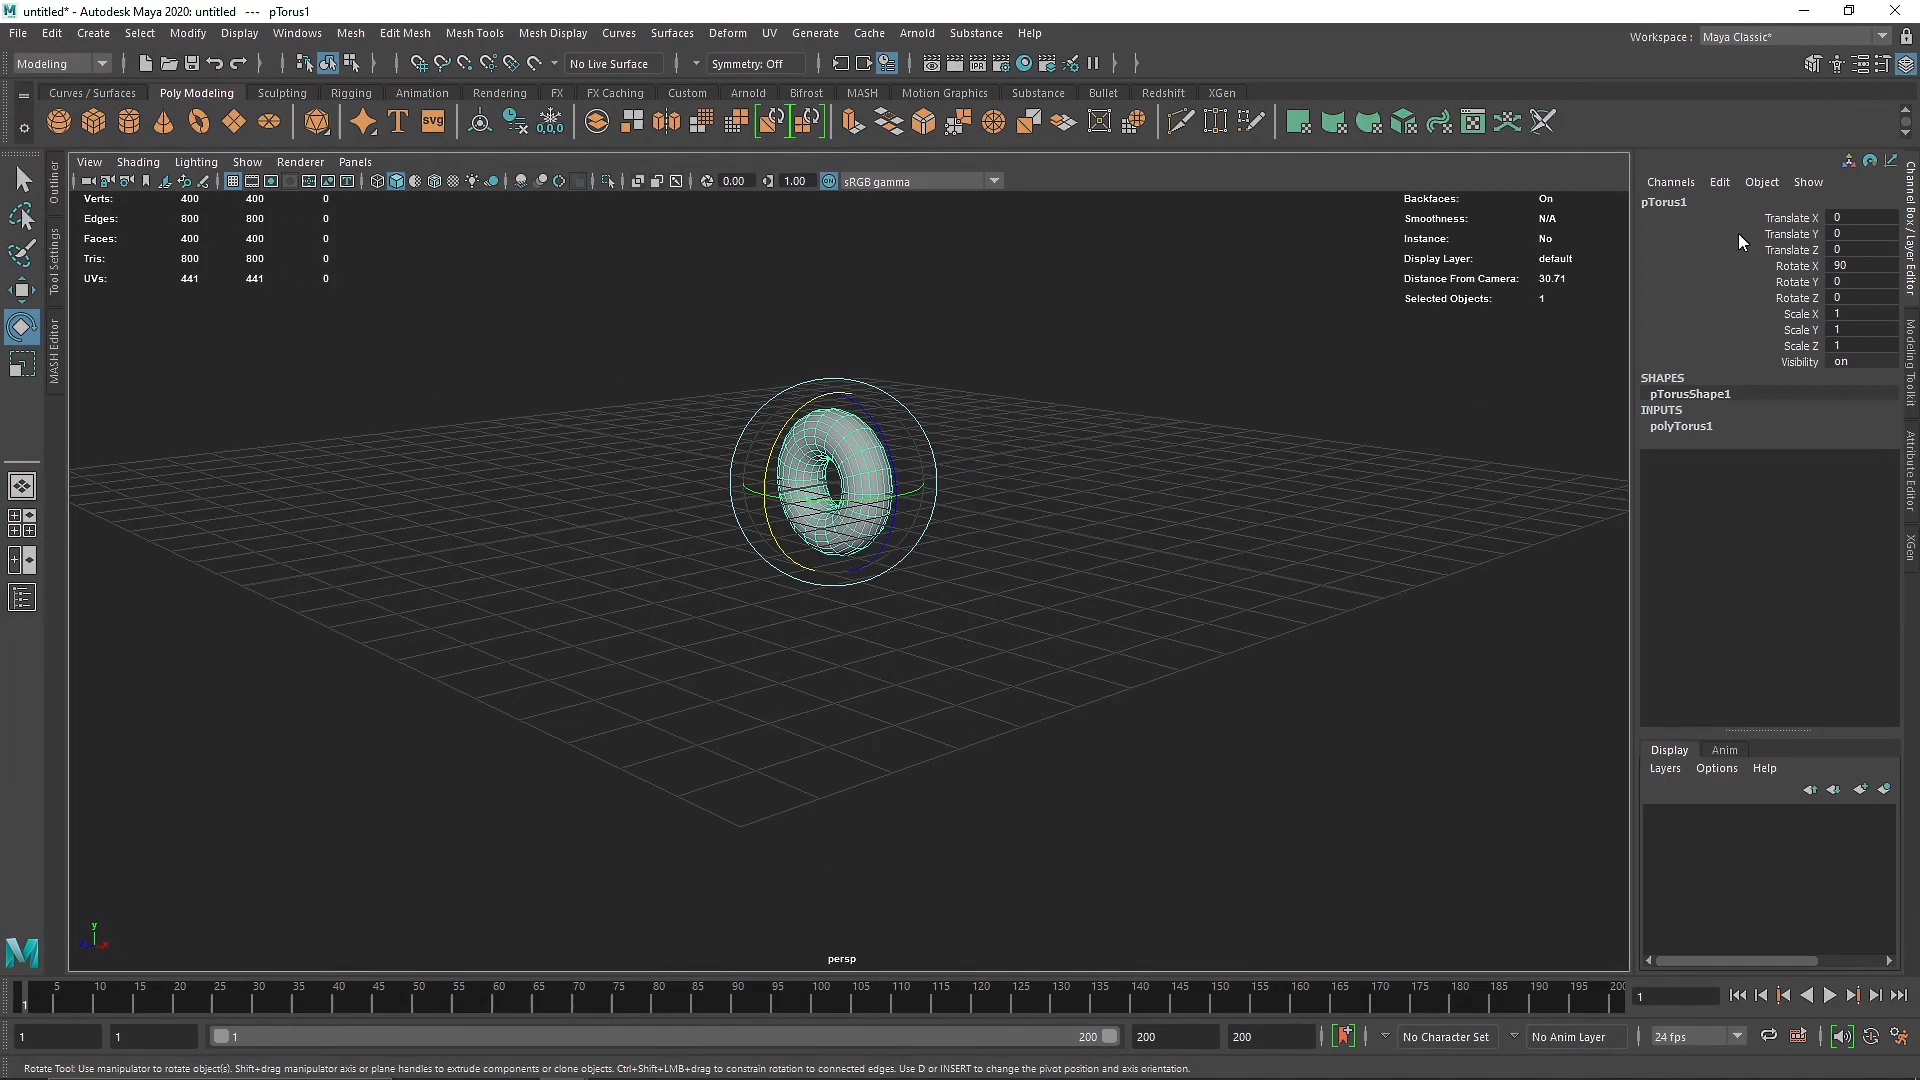 untitled* - Autodesk Maya 2020: untitled --- pTorus1
File Edit Create Select Modify Display Windows Mesh Edit Mesh Mesh Tools Mesh Display Curves Surfaces Deform UV Generate Cache Arnold Substance Help
Workspace : Maya Classic*
Modeling No Live Surface Symmetry: Off
Curves / Surfaces Poly Modeling Sculpting Rigging Animation Rendering FX FX Caching Custom Arnold Bifrost MASH Motion Graphics Substance Bullet Redshift XGen
T svg 0,0,0
View Shading Lighting Show Renderer Panels
0.00 1.00 ON sRGB gamma
Outliner
Tool Settings
MASH Editor
Verts: 400 400 0
Edges: 800 800 0
Faces: 400 400 0
Tris: 800 800 0
UVs: 441 441 0
Backfaces: On
Smoothness: N/A
Instance: No
Display Layer: default
Distance From Camera: 30.71
Selected Objects: 1
y
persp
Channels Edit Object Show
pTorus1
Translate X 0
Translate Y 0
Translate Z 0
Rotate X 90
Rotate Y 0
Rotate Z 0
Scale X 1
Scale Y 1
Scale Z 1
Visibility on
SHAPES
pTorusShape1
INPUTS
polyTorus1
Channel Box / Layer Editor
Modeling Toolkit
Attribute Editor
XGen
Display Anim
Layers Options Help
5 10 15 20 25 30 35 40 45 50 55 60 65 70 75 80 85 90 95 100 105 110 115 120 125 130 135 140 145 150 155 160 165 170 175 180 185 190 195 200
1 1
1 1 1 200 200 200 No Character Set No Anim Layer 24 fps
Rotate Tool: Use manipulator to rotate object(s). Shift+drag manipulator axis or plane handles to extrude components or clone objects. Ctrl+Shift+LMB+drag to constrain rotation to connected edges. Use D or INSERT to change the pivot position and axis orientation.